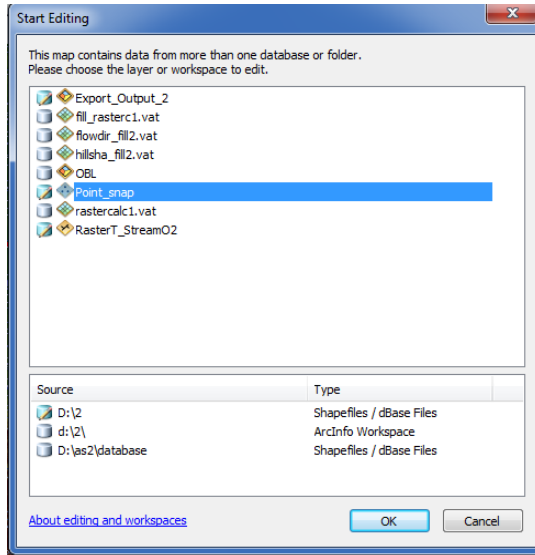 Start Editing
This map contains data from more than one database or folder.
Please choose the layer or workspace to edit.
Export_Output_2
fill_rasterc1.vat
flowdir_fill2.vat
hillsha_fill2.vat
OBL
Point_snap
rastercalc1.vat
RasterT_StreamO2
Source Type
D:\2 Shapefiles / dBase Files
d:\2\ ArcInfo Workspace
D:\as2\database Shapefiles / dBase Files
About editing and workspaces OK Cancel